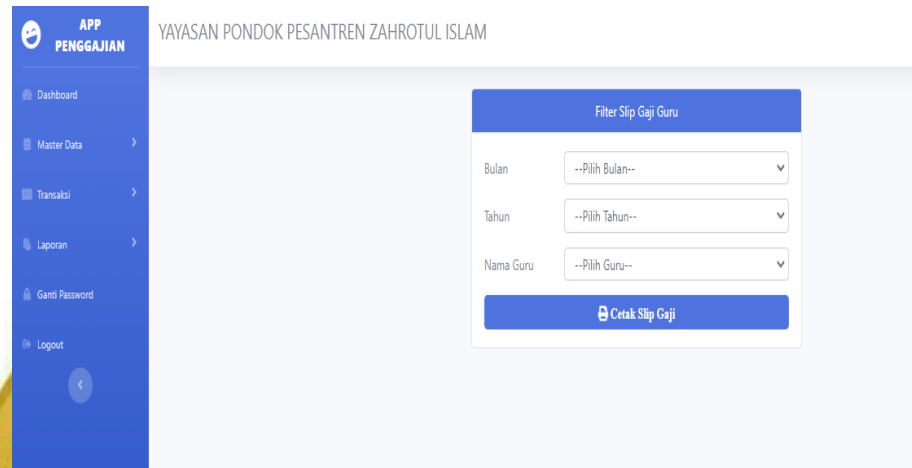 APP
PENGGAJIAN
YAYASAN PONDOK PESANTREN ZAHROTUL ISLAM
Dashboard
Master Data
Transaksi
Laporan
Ganti Password
Logout
Filter Slip Gaji Guru
Bulan
--Pilih Bulan--
Tahun
--Pilih Tahun--
Nama Guru
--Pilih Guru--
Cetak Slip Gaji